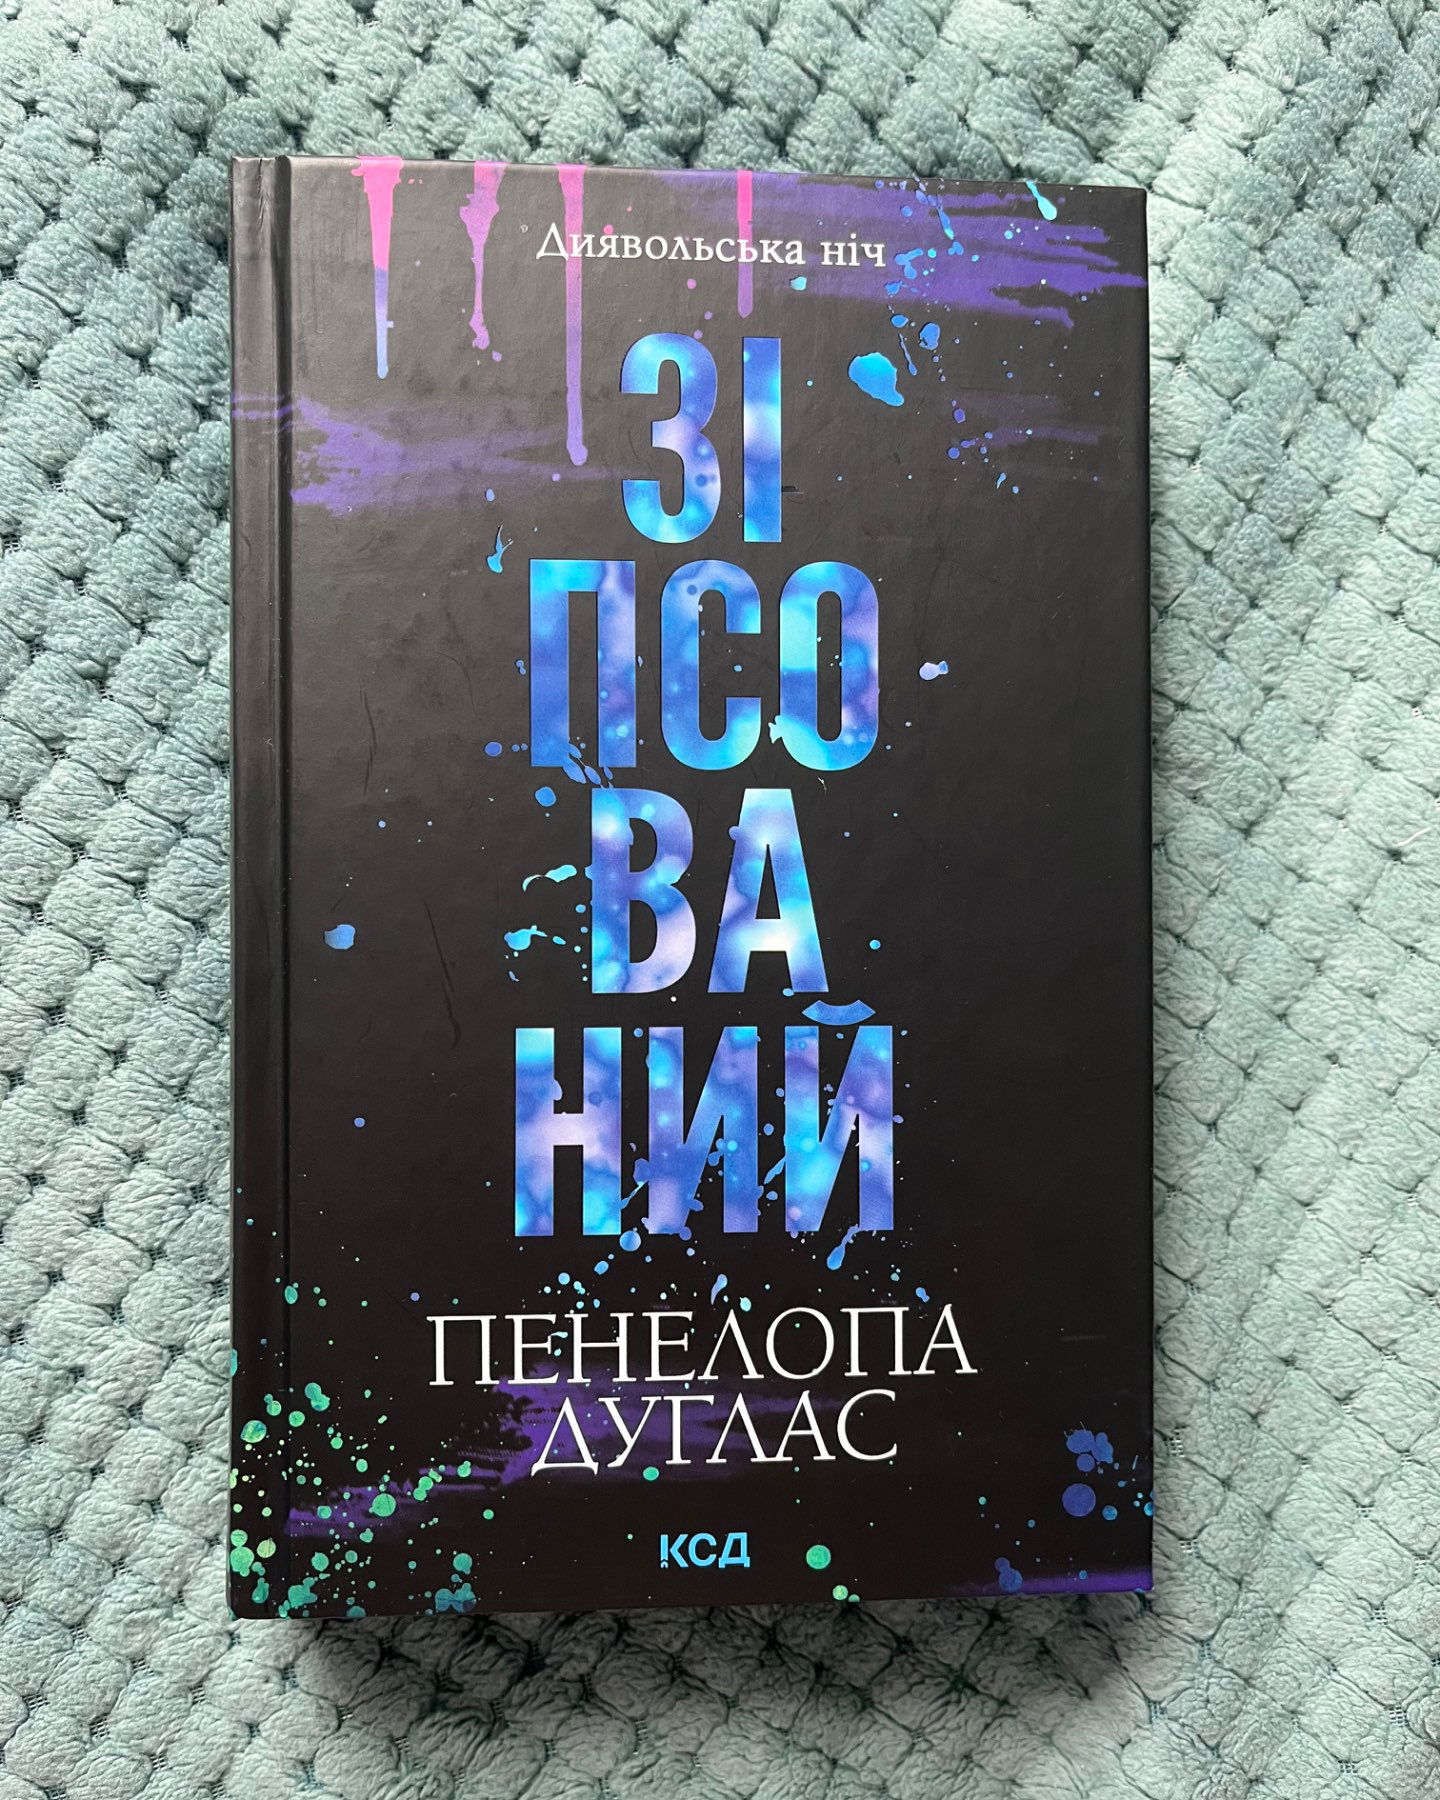 Диявольська ніч
ЗІ
ПСО
ВА
НИЙ
ПЕНЕЛОПА
ДУГЛАС
КСД